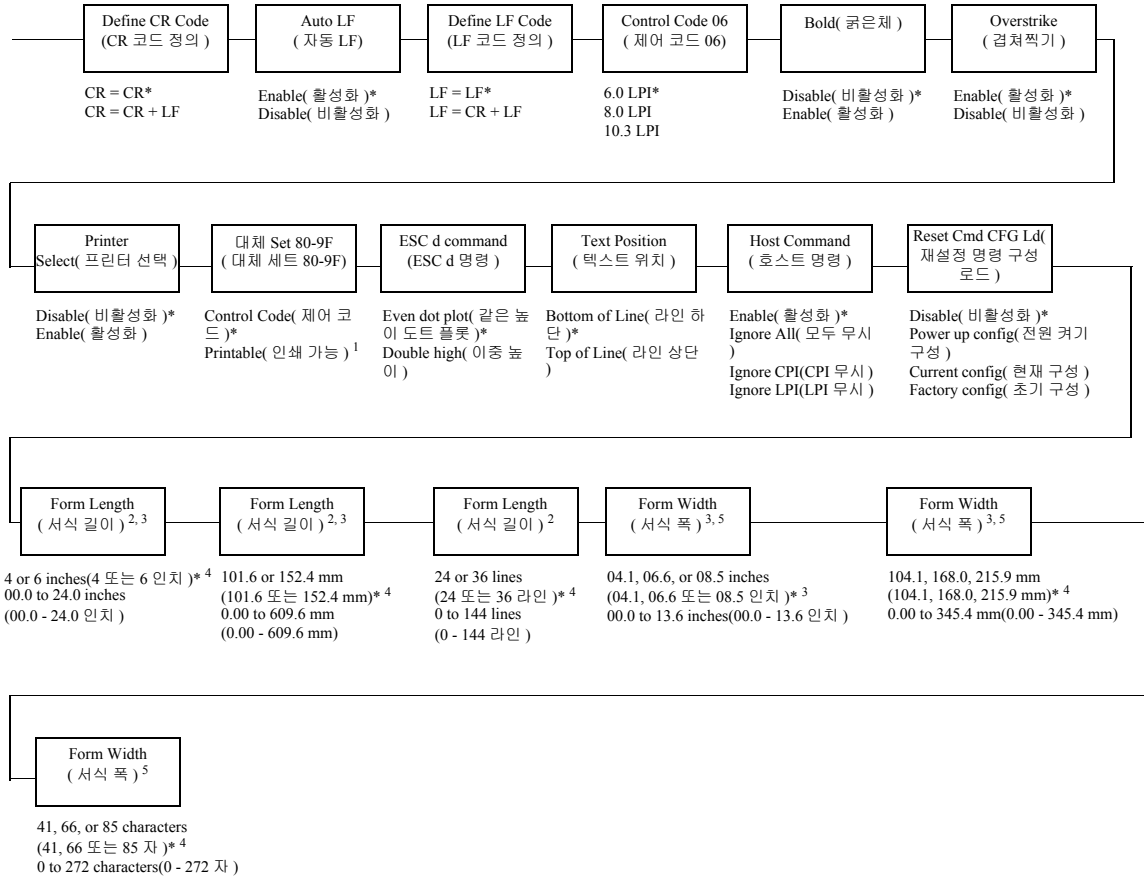 Define CR Code
(CR 코드 정의 )
CR = CR*
CR = CR + LF
Auto LF
( 자동 LF)
Enable( 활성화 )*
Disable( 비활성화 )
Define LF Code
(LF 코드 정의 )
LF = LF*
LF = CR + LF
Control Code 06
( 제어 코드 06)
6.0 LPI*
8.0 LPI
10.3 LPI
Bold( 굵은체 )
Disable( 비활성화 )*
Enable( 활성화 )
Overstrike
( 겹쳐찍기 )
Enable( 활성화 )*
Disable( 비활성화 )
Printer
Select( 프린터 선택 )
Disable( 비활성화 )*
Enable( 활성화 )
대체 Set 80-9F
( 대체 세트 80-9F)
Control Code( 제어 코
드 )*
Printable( 인쇄 가능 ) 1
ESC d command
(ESC d 명령 )
Even dot plot( 같은 높
이 도트 플롯 )*
Double high( 이중 높
이 )
Text Position
( 텍스트 위치 )
Bottom of Line( 라인 하
단 )*
Top of Line( 라인 상단
)
Host Command
( 호스트 명령 )
Enable( 활성화 )*
Ignore All( 모두 무시
)
Ignore CPI(CPI 무시 )
Ignore LPI(LPI 무시 )
Reset Cmd CFG Ld(
재설정 명령 구성
로드 )
Disable( 비활성화 )*
Power up config( 전원 켜기
구성 )
Current config( 현재 구성 )
Factory config( 초기 구성 )
Form Length
( 서식 길이 ) 2, 3
4 or 6 inches(4 또는 6 인치 )* 4
00.0 to 24.0 inches
(00.0 - 24.0 인치 )
Form Length
( 서식 길이 ) 2, 3
101.6 or 152.4 mm
(101.6 또는 152.4 mm)* 4
0.00 to 609.6 mm
(0.00 - 609.6 mm)
Form Length
( 서식 길이 ) 2
24 or 36 lines
(24 또는 36 라인 )* 4
0 to 144 lines
(0 - 144 라인 )
Form Width
( 서식 폭 ) 3, 5
04.1, 06.6, or 08.5 inches
(04.1, 06.6 또는 08.5 인치 )* 3
00.0 to 13.6 inches(00.0 - 13.6 인치 )
Form Width
( 서식 폭 ) 3, 5
104.1, 168.0, 215.9 mm
(104.1, 168.0, 215.9 mm)* 4
0.00 to 345.4 mm(0.00 - 345.4 mm)
Form Width
( 서식 폭 ) 5
41, 66, or 85 characters
(41, 66 또는 85 자 )* 4
0 to 272 characters(0 - 272 자 )